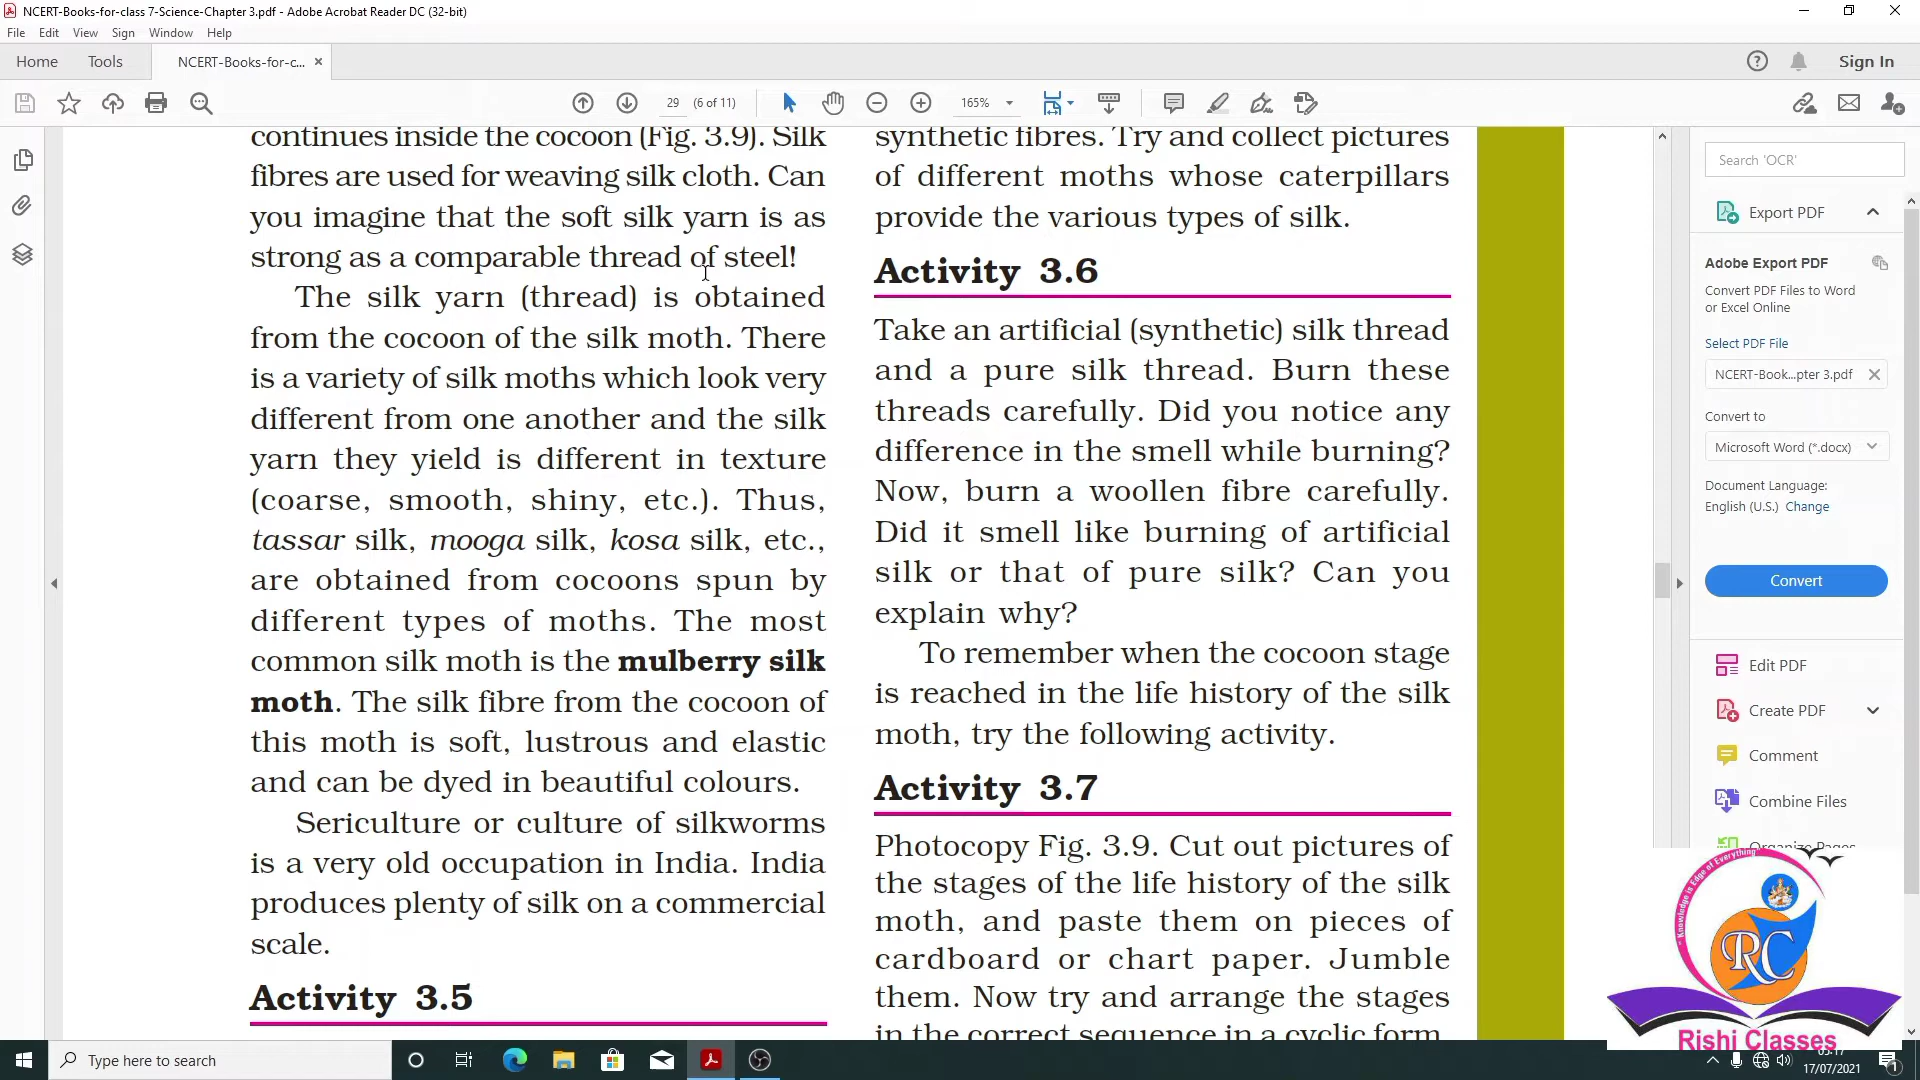 NCERT-Books-for-class 7-Science-Chapter 3.pdf - Adobe Acrobat Reader DC (32-bit)
File Edit View Sign Window Help
Home Tools NCERT-Books-for-c... ×
Sign In
29 (6 of 11) 165%
continues inside the cocoon (Fig. 3.9). Silk
fibres are used for weaving silk cloth. Can
you imagine that the soft silk yarn is as
strong as a comparable thread of steel!
The silk yarn (thread) is obtained
from the cocoon of the silk moth. There
is a variety of silk moths which look very
different from one another and the silk
yarn they yield is different in texture
(coarse, smooth, shiny, etc.). Thus,
tassar silk, mooga silk, kosa silk, etc.,
are obtained from cocoons spun by
different types of moths. The most
common silk moth is the mulberry silk
moth. The silk fibre from the cocoon of
this moth is soft, lustrous and elastic
and can be dyed in beautiful colours.
Sericulture or culture of silkworms
is a very old occupation in India. India
produces plenty of silk on a commercial
scale.
Activity 3.5
synthetic fibres. Try and collect pictures
of different moths whose caterpillars
provide the various types of silk.
Activity 3.6
Take an artificial (synthetic) silk thread
and a pure silk thread. Burn these
threads carefully. Did you notice any
difference in the smell while burning?
Now, burn a woollen fibre carefully.
Did it smell like burning of artificial
silk or that of pure silk? Can you
explain why?
To remember when the cocoon stage
is reached in the life history of the silk
moth, try the following activity.
Activity 3.7
Photocopy Fig. 3.9. Cut out pictures of
the stages of the life history of the silk
moth, and paste them on pieces of
cardboard or chart paper. Jumble
them. Now try and arrange the stages
in the correct sequence in a cyclic form.
Search 'OCR'
Export PDF
Adobe Export PDF
Convert PDF Files to Word
or Excel Online
Select PDF File
NCERT-Book...pter 3.pdf
Convert to
Microsoft Word (*.docx)
Document Language:
English (U.S.) Change
Convert
Edit PDF
Create PDF
Comment
Combine Files
Organize Pages
"Knowledge is Edge of Everything"
RC
Rishi Classes
Type here to search
05:17
17/07/2021
1